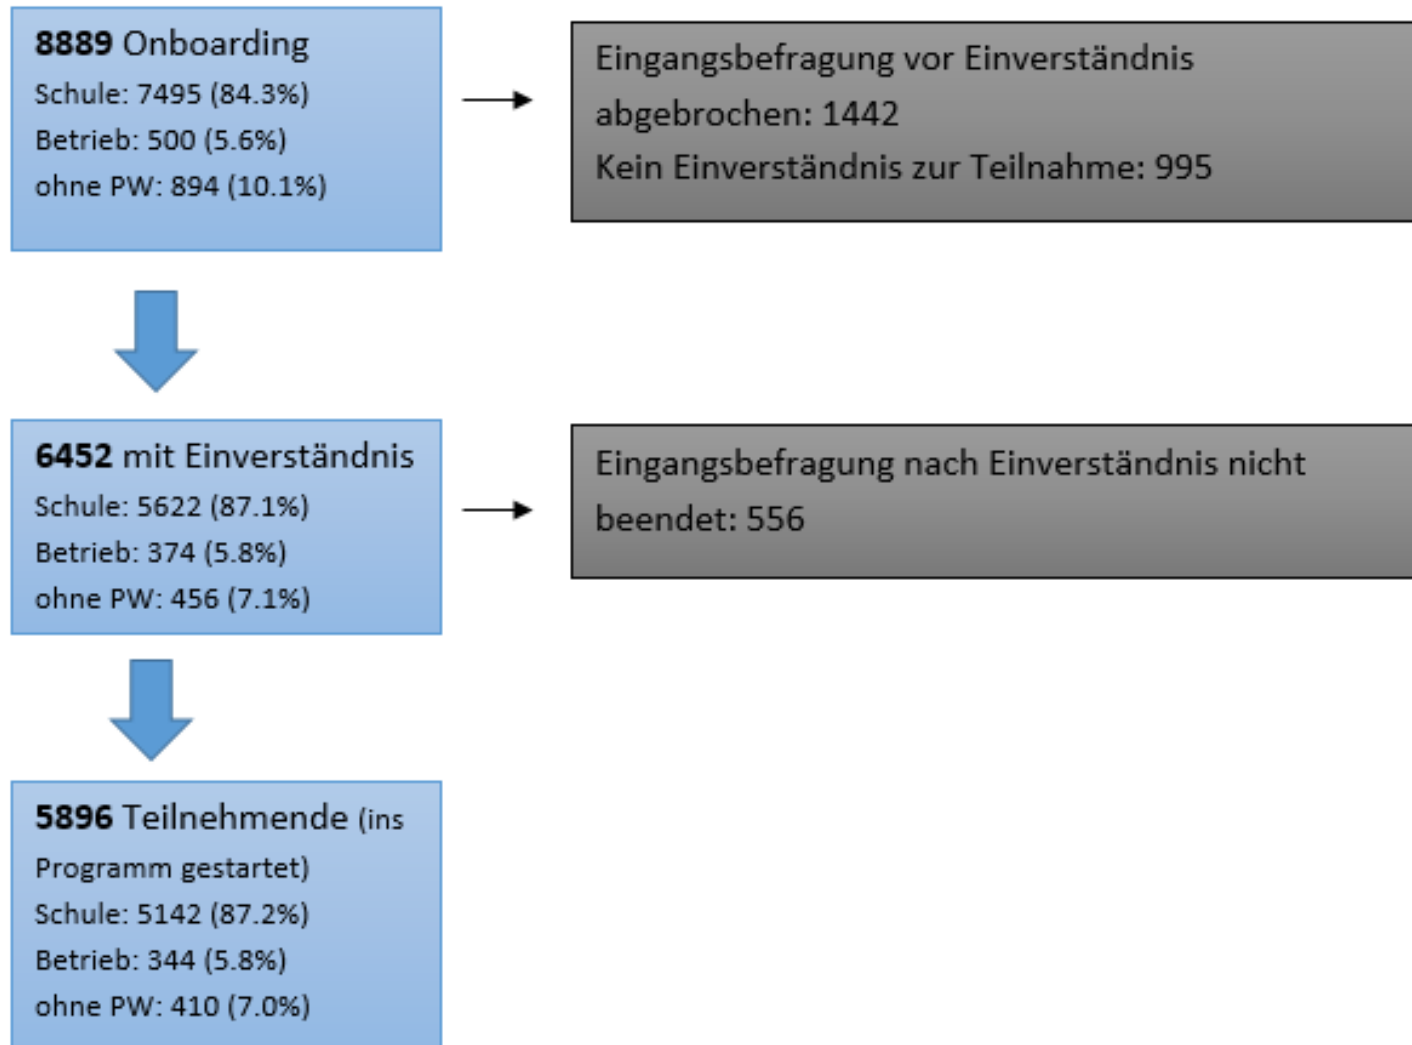 8889 Onboarding
Schule: 7495 (84.3%)
Betrieb: 500 (5.6%)
ohne PW: 894 (10.1%)
Eingangsbefragung vor Einverständnis
abgebrochen: 1442
Kein Einverständnis zur Teilnahme: 995
6452 mit Einverständnis
Schule: 5622 (87.1%)
Betrieb: 374 (5.8%)
ohne PW: 456 (7.1%)
Eingangsbefragung nach Einverständnis nicht
beendet: 556
5896 Teilnehmende (ins
Programm gestartet)
Schule: 5142 (87.2%)
Betrieb: 344 (5.8%)
ohne PW: 410 (7.0%)